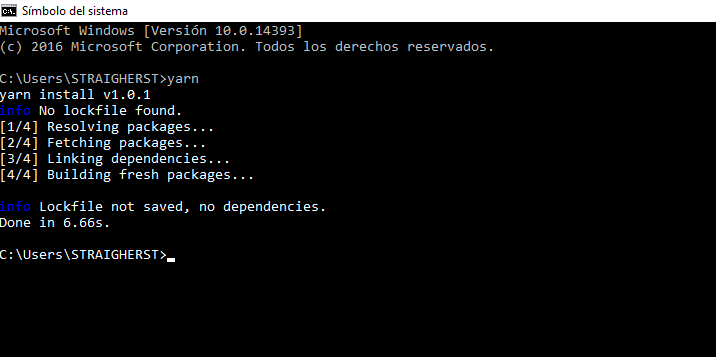 Símbolo del sistema
Microsoft Windows [Versión 10.0.14393]
(c) 2016 Microsoft Corporation. Todos los derechos reservados.
C:\Users\STRAIGHERST>yarn
yarn install v1.0.1
info No lockfile found.
[1/4] Resolving packages...
[2/4] Fetching packages...
[3/4] Linking dependencies...
[4/4] Building fresh packages...
info Lockfile not saved, no dependencies.
Done in 6.66s.
C:\Users\STRAIGHERST>